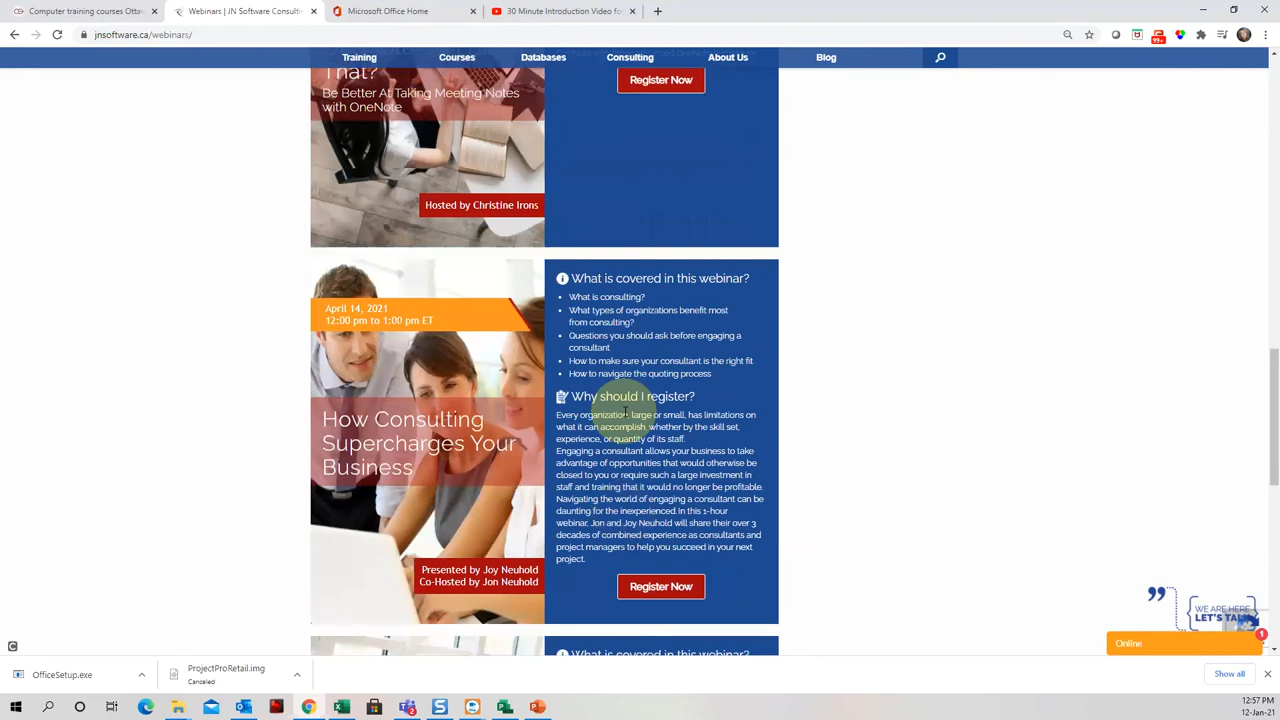 Computer training courses Ottaw
Webinars | JN Software Consultin
Microsoft Office Home
30 Minute Introduction Video fo
jnsoftware.ca/webinars/
99+
Training
Courses
Databases
Consulting
About Us
Blog
That?
Be Better At Taking Meeting Notes
with OneNote
Hosted by Christine Irons
Register Now
April 14, 2021
12:00 pm to 1:00 pm ET
How Consulting
Supercharges Your
Business
Presented by Joy Neuhold
Co-Hosted by Jon Neuhold
What is covered in this webinar?
• What is consulting?
• What types of organizations benefit most
from consulting?
• Questions you should ask before engaging a
consultant
• How to make sure your consultant is the right fit
• How to navigate the quoting process
Why should I register?
Every organization, large or small, has limitations on
what it can accomplish, whether by the skill set,
experience, or quantity of its staff.
Engaging a consultant allows your business to take
advantage of opportunities that would otherwise be
closed to you or require such a large investment in
staff and training that it would no longer be profitable.
Navigating the world of engaging a consultant can be
daunting for the inexperienced. In this 1-hour
webinar, Jon and Joy Neuhold will share their over 3
decades of combined experience as consultants and
project managers to help you succeed in your next
project.
Register Now
What is covered in this webinar?
WE ARE HERE
LET'S TALK
Online
1
OfficeSetup.exe
ProjectProRetail.img
Canceled
Show all
12:57 PM
12-Jan-21